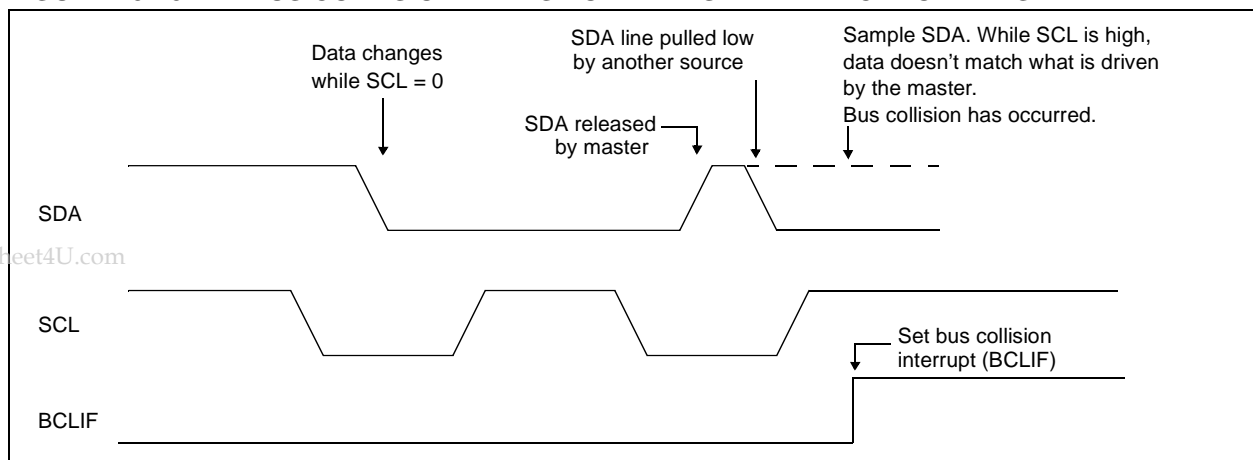 Data changes
while SCL = 0
SDA line pulled low
by another source
Sample SDA. While SCL is high,
data doesn't match what is driven
by the master.
Bus collision has occurred.
SDA released
by master
SDA
heet4U.com
SCL
Set bus collision
interrupt (BCLIF)
BCLIF